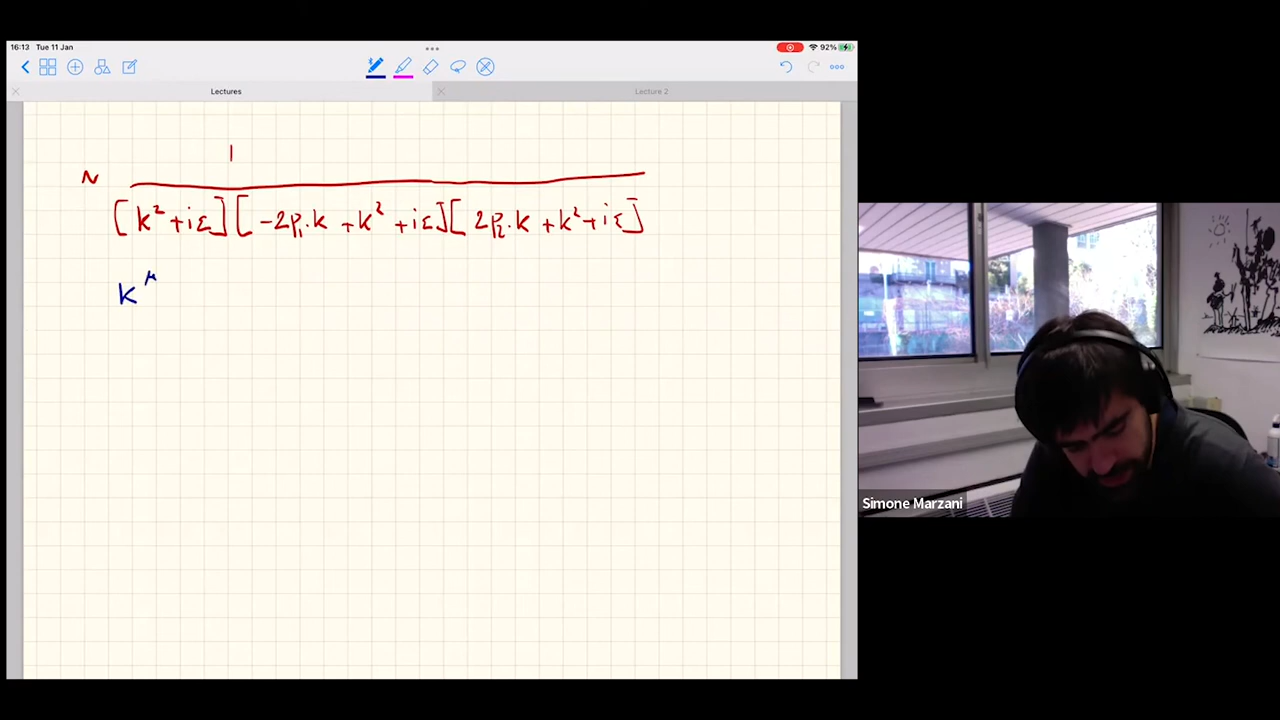 16:13 Tue 11 Jan
92%
Lectures
Lecture 2
~ 1
[k² + iε][-2p₁·k + k² + iε][2p₂·k + k² + iε]
k^μ
Simone Marzani